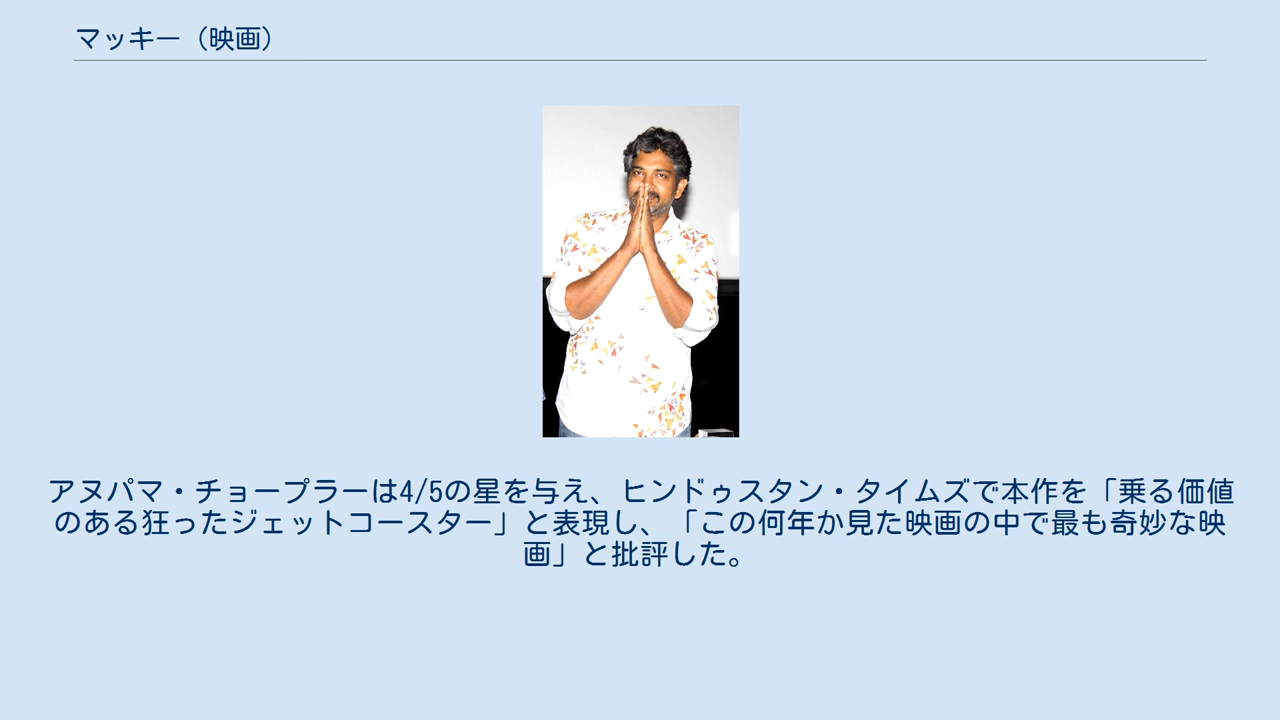 マッキー（映画）
アヌパマ・チョープラーは4/5の星を与え、ヒンドゥスタン・タイムズで本作を「乗る価値
のある狂ったジェットコースター」と表現し、「この何年か見た映画の中で最も奇妙な映
画」と批評した。